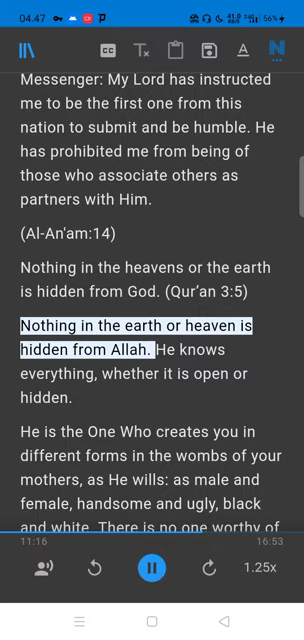 04.47
41.0
KB/S
4G
56%
CC
Messenger: My Lord has instructed
me to be the first one from this
nation to submit and be humble. He
has prohibited me from being of
those who associate others as
partners with Him.
(Al-An'am:14)
Nothing in the heavens or the earth
is hidden from God. (Qur’an 3:5)
Nothing in the earth or heaven is
hidden from Allah. He knows
everything, whether it is open or
hidden.
He is the One Who creates you in
different forms in the wombs of your
mothers, as He wills: as male and
female, handsome and ugly, black
and white. There is no one worthy of
11:16 16:53
1.25x